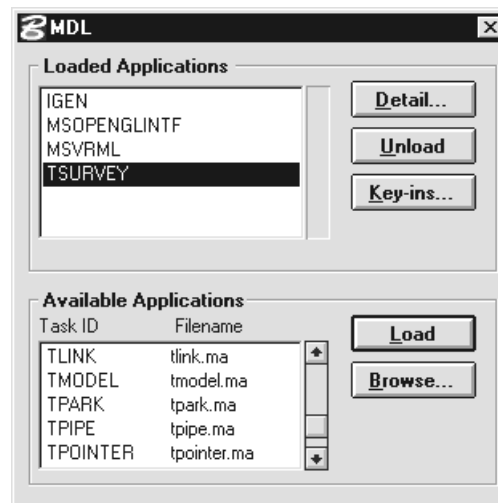 MDL
Loaded Applications
IGEN
MSOPENGLINTF
MSVRML
TSURVEY
Detail...
Unload
Key-ins...
Available Applications
Task ID Filename
TLINK tlink.ma
TMODEL tmodel.ma
TPARK tpark.ma
TPIPE tpipe.ma
TPOINTER tpointer.ma
Load
Browse...